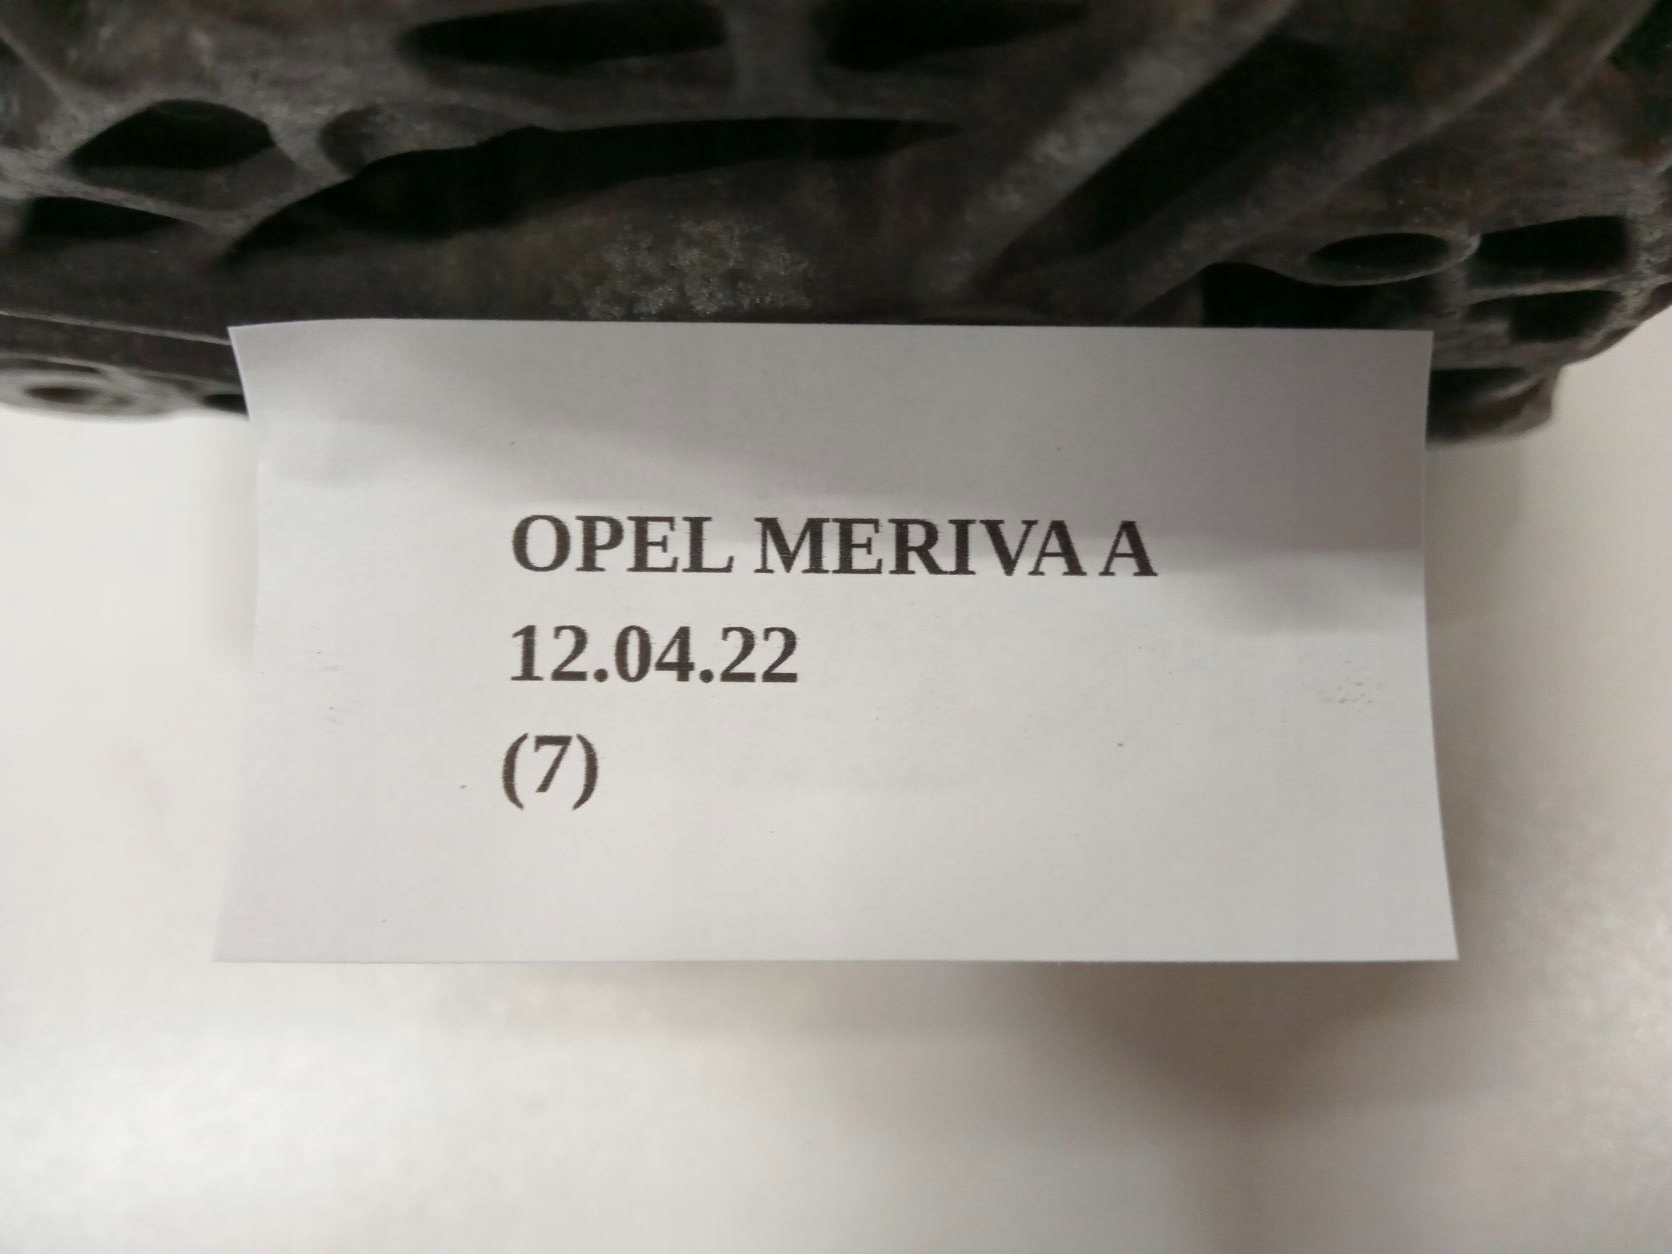 OPEL MERIVA A
12.04.22
(7)